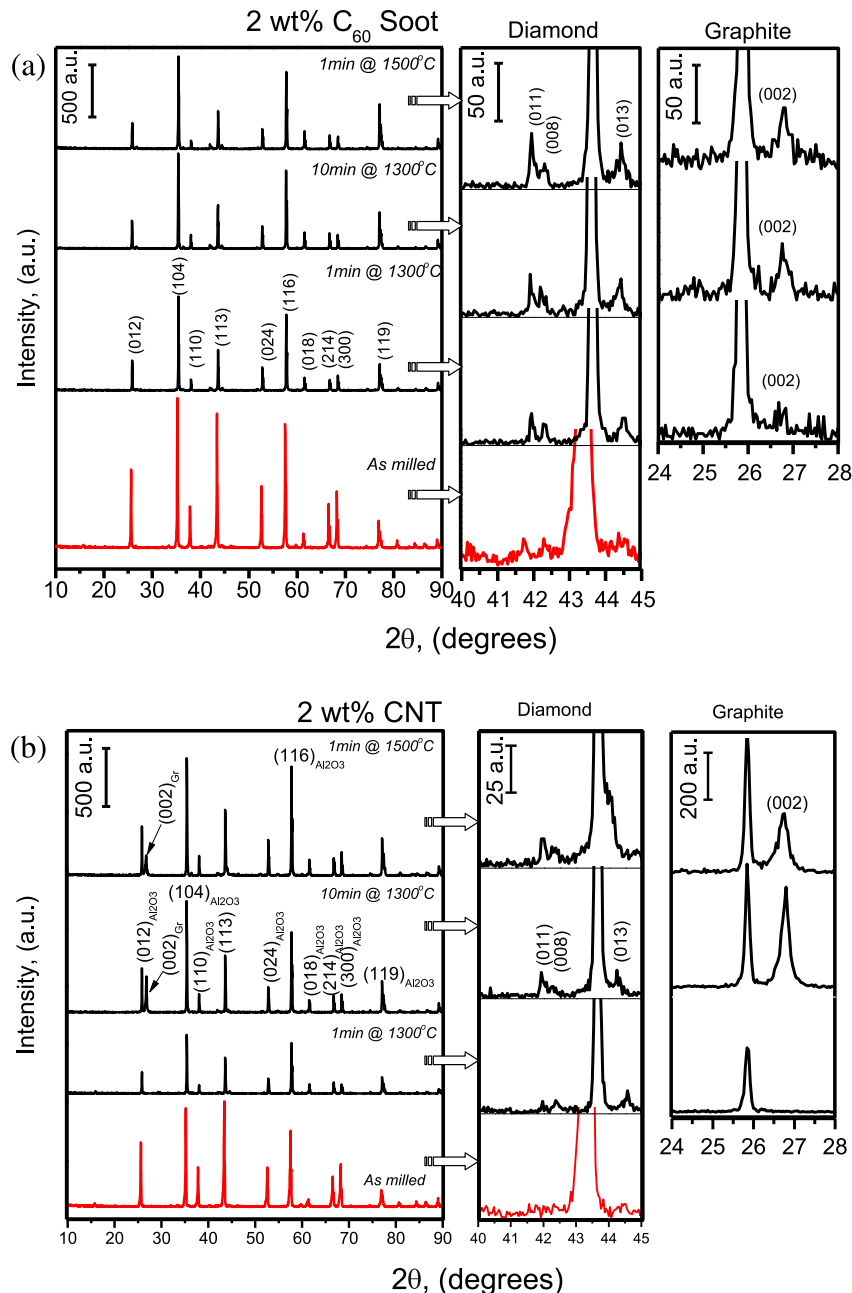 2 wt% C60 Soot
Diamond
Graphite
(a)
500 a.u.
1min @ 1500°C
10min @ 1300°C
1min @ 1300°C
(012)
(104)
(110)
(113)
(024)
(116)
(018)
(214)
(300)
(119)
As milled
Intensity, (a.u.)
10 20 30 40 50 60 70 80 90
50 a.u.
(011)
(008)
(013)
40 41 42 43 44 45
50 a.u.
(002)
(002)
(002)
24 25 26 27 28
2θ, (degrees)
2 wt% CNT
Diamond
Graphite
(b)
500 a.u.
1min @ 1500°C
(002)Gr
(116)Al2O3
10min @ 1300°C
(012)Al2O3
(002)Gr
(104)Al2O3
(110)Al2O3
(113)
(024)Al2O3
(018)Al2O3
(214)Al2O3
(300)Al2O3
(119)Al2O3
1min @ 1300°C
As milled
Intensity, (a.u.)
10 20 30 40 50 60 70 80 90
25 a.u.
(011)
(008)
(013)
40 41 42 43 44 45
200 a.u.
(002)
24 25 26 27 28
2θ, (degrees)